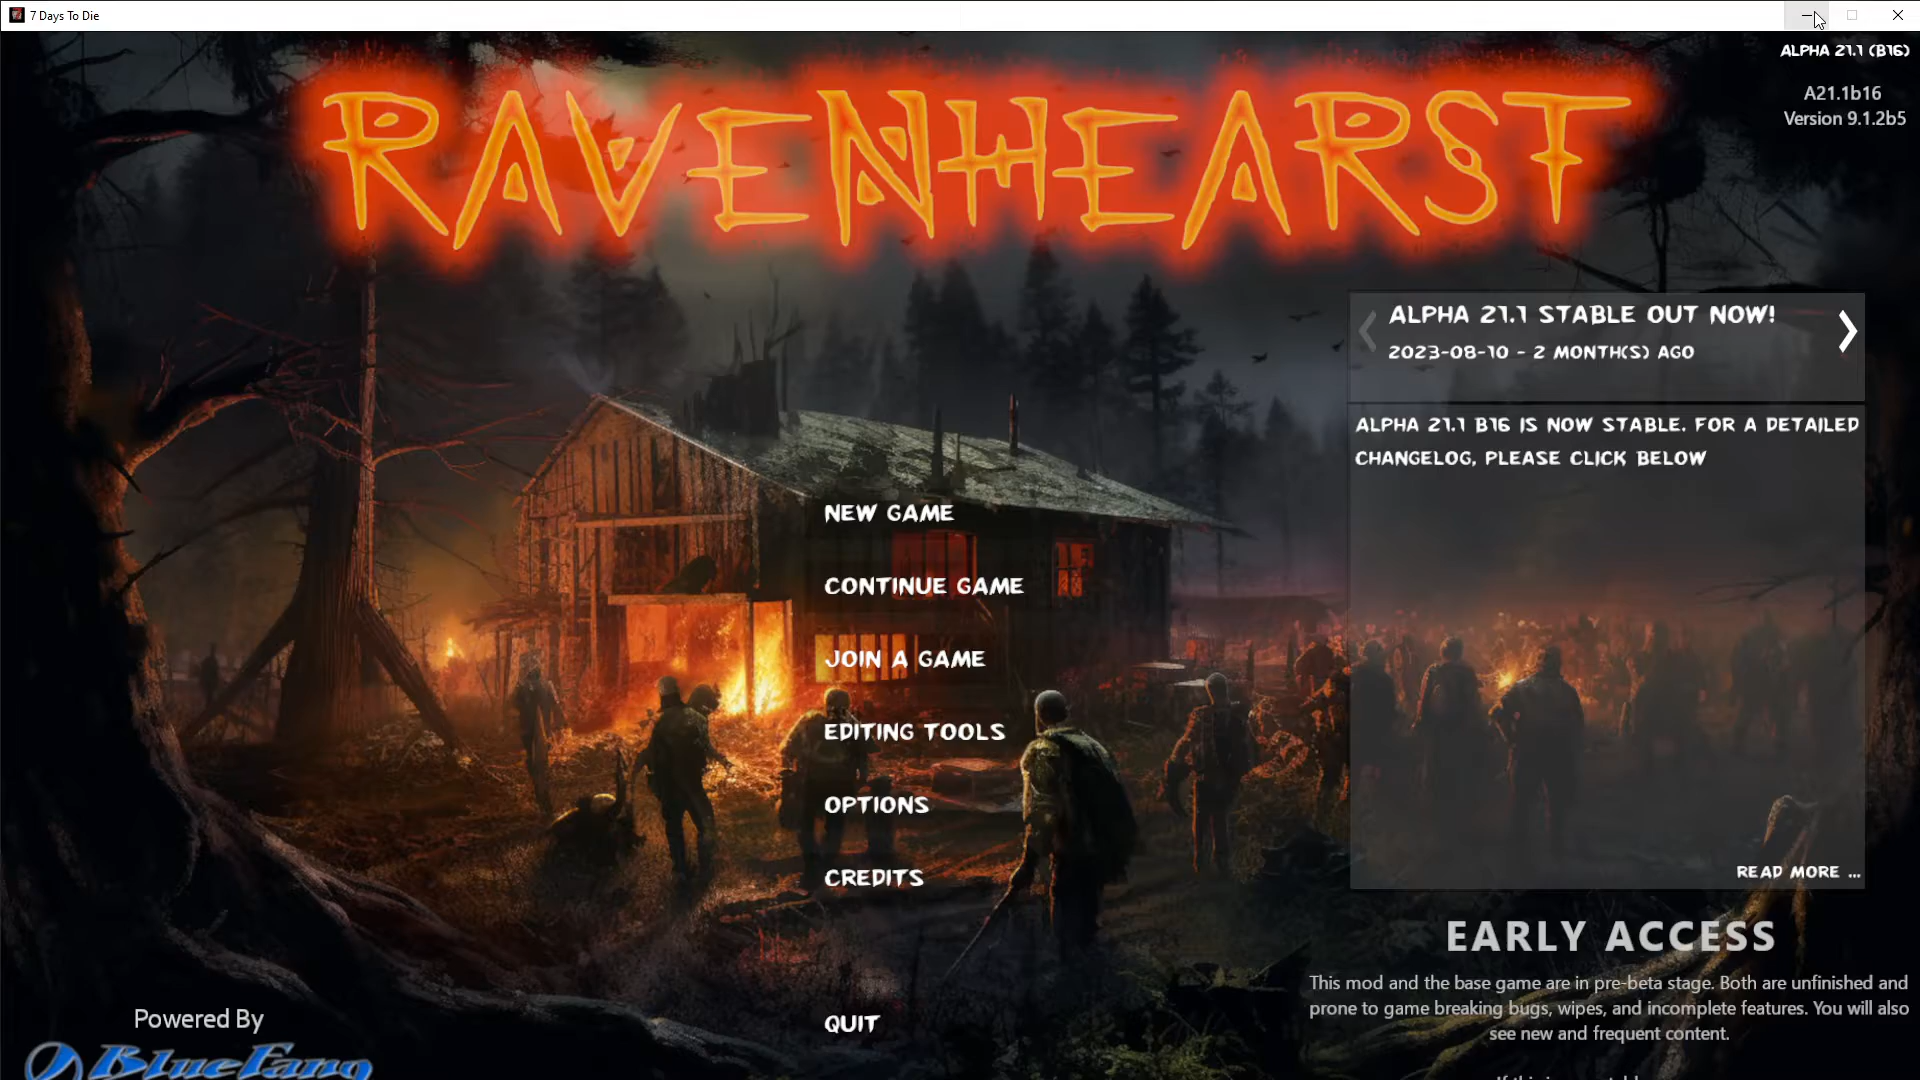 7 Days To Die
ALPHA 21.1 (B16)
A21.1b16
Version 9.1.2b5
RAVENHEARST
ALPHA 21.1 STABLE OUT NOW!
2023-08-10 - 2 MONTH(S) AGO
ALPHA 21.1 B16 IS NOW STABLE. FOR A DETAILED
CHANGELOG, PLEASE CLICK BELOW
NEW GAME
CONTINUE GAME
JOIN A GAME
EDITING TOOLS
OPTIONS
CREDITS
QUIT
READ MORE ...
EARLY ACCESS
This mod and the base game are in pre-beta stage. Both are unfinished and
prone to game breaking bugs, wipes, and incomplete features. You will also
see new and frequent content.
Powered By
BlueFang